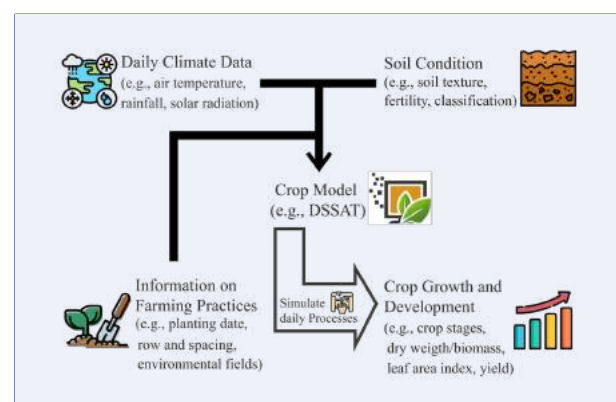 Daily Climate Data
(e.g., air temperature,
rainfall, solar radiation)
Soil Condition
(e.g., soil texture,
fertility, classification)
Crop Model
(e.g., DSSAT)
Information on
Farming Practices
(e.g., planting date,
row and spacing,
environmental fields)
Simulate
daily Processes
Crop Growth and
Development
(e.g., crop stages,
dry weigth/biomass,
leaf area index, yield)